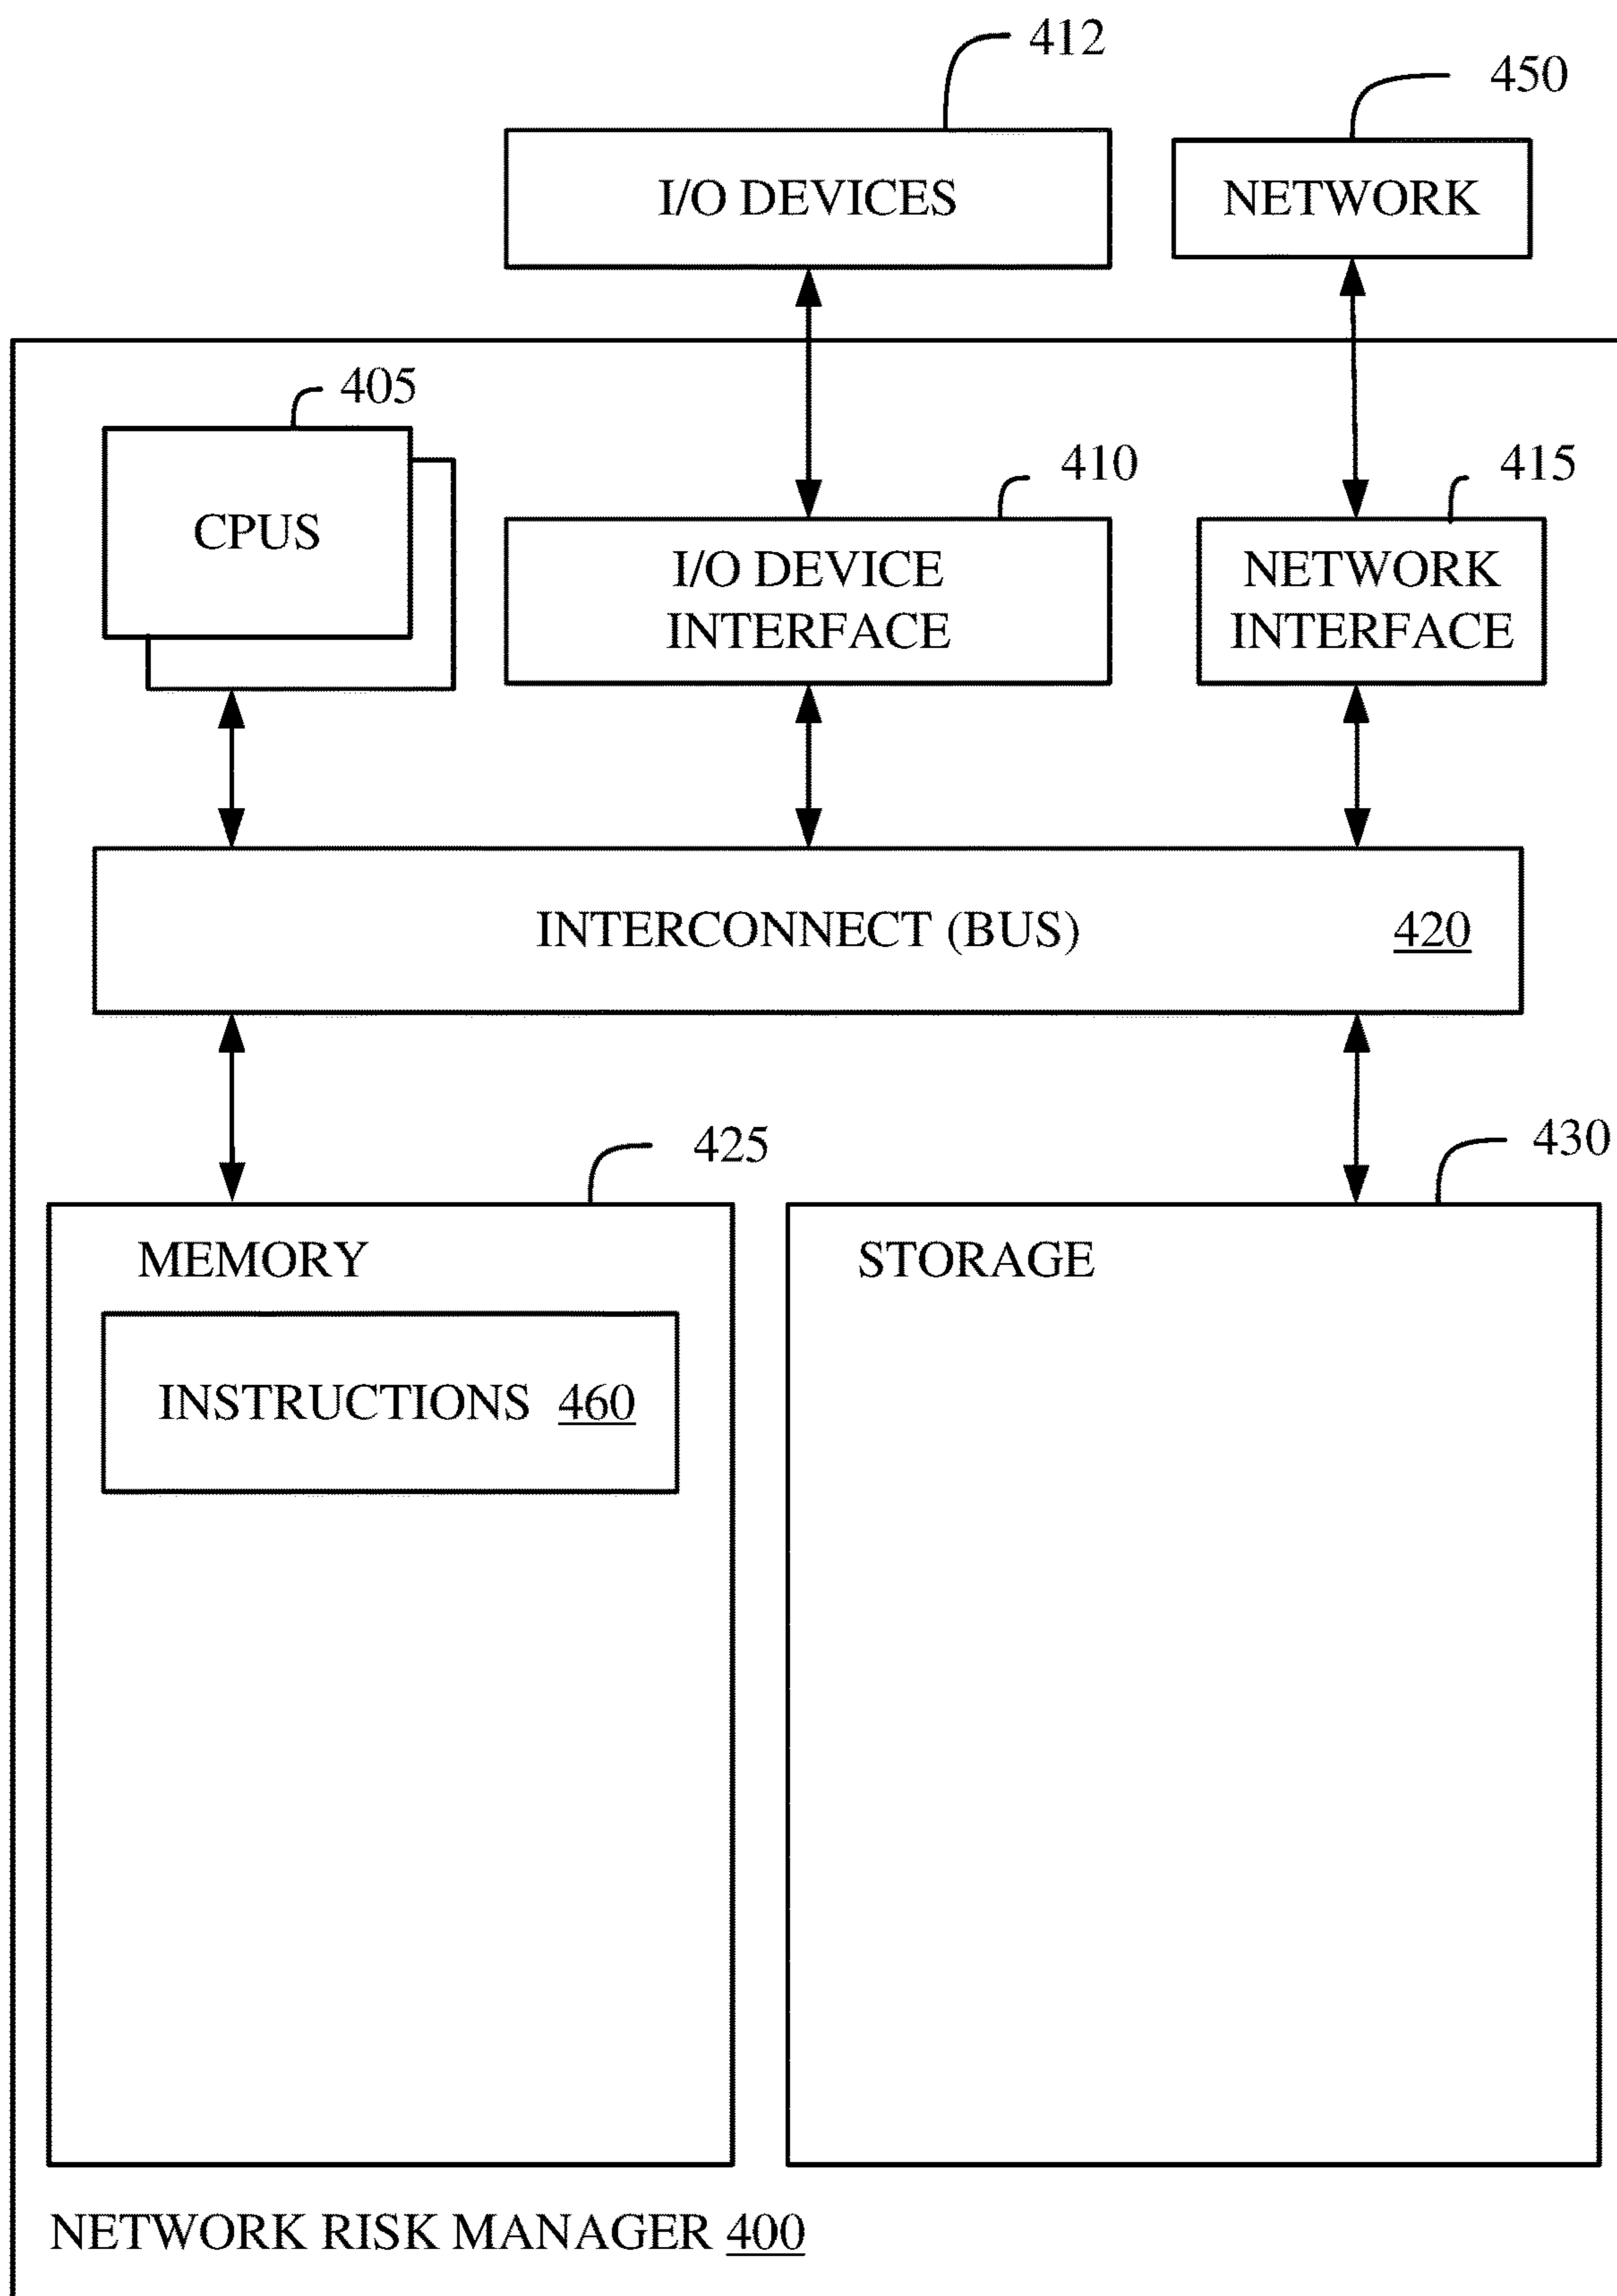 412
450
I/O DEVICES
NETWORK
405
410
415
CPUS
I/O DEVICE
INTERFACE
NETWORK
INTERFACE
INTERCONNECT (BUS) 420
425
430
MEMORY
STORAGE
INSTRUCTIONS 460
NETWORK RISK MANAGER 400